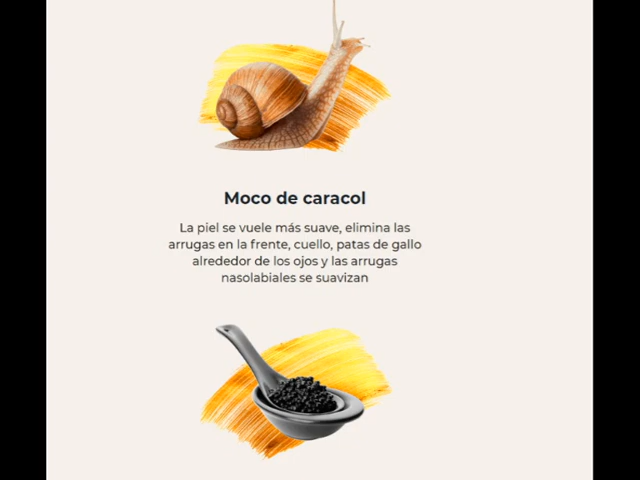 Moco de caracol
La piel se vuele más suave, elimina las
arrugas en la frente, cuello, patas de gallo
alrededor de los ojos y las arrugas
nasolabiales se suavizan